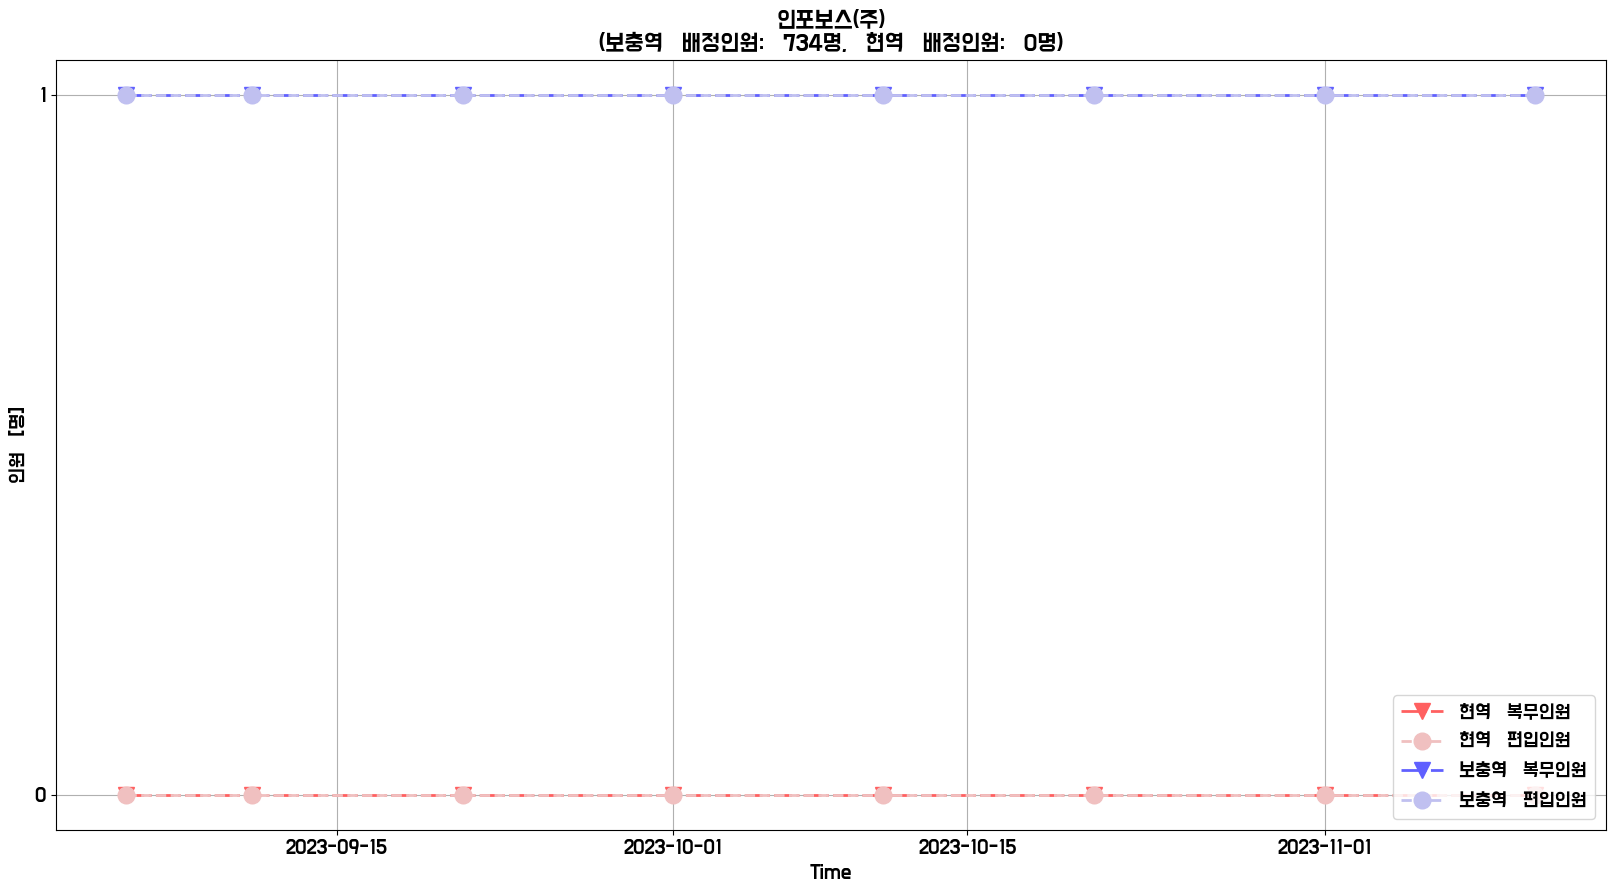 인포보스(주)
(보충역 배정인원: 734명, 현역 배정인원: 0명)
1
인원 [명]
0
현역 복무인원
현역 편입인원
보충역 복무인원
보충역 편입인원
2023-09-15 2023-10-01 2023-10-15 2023-11-01
Time